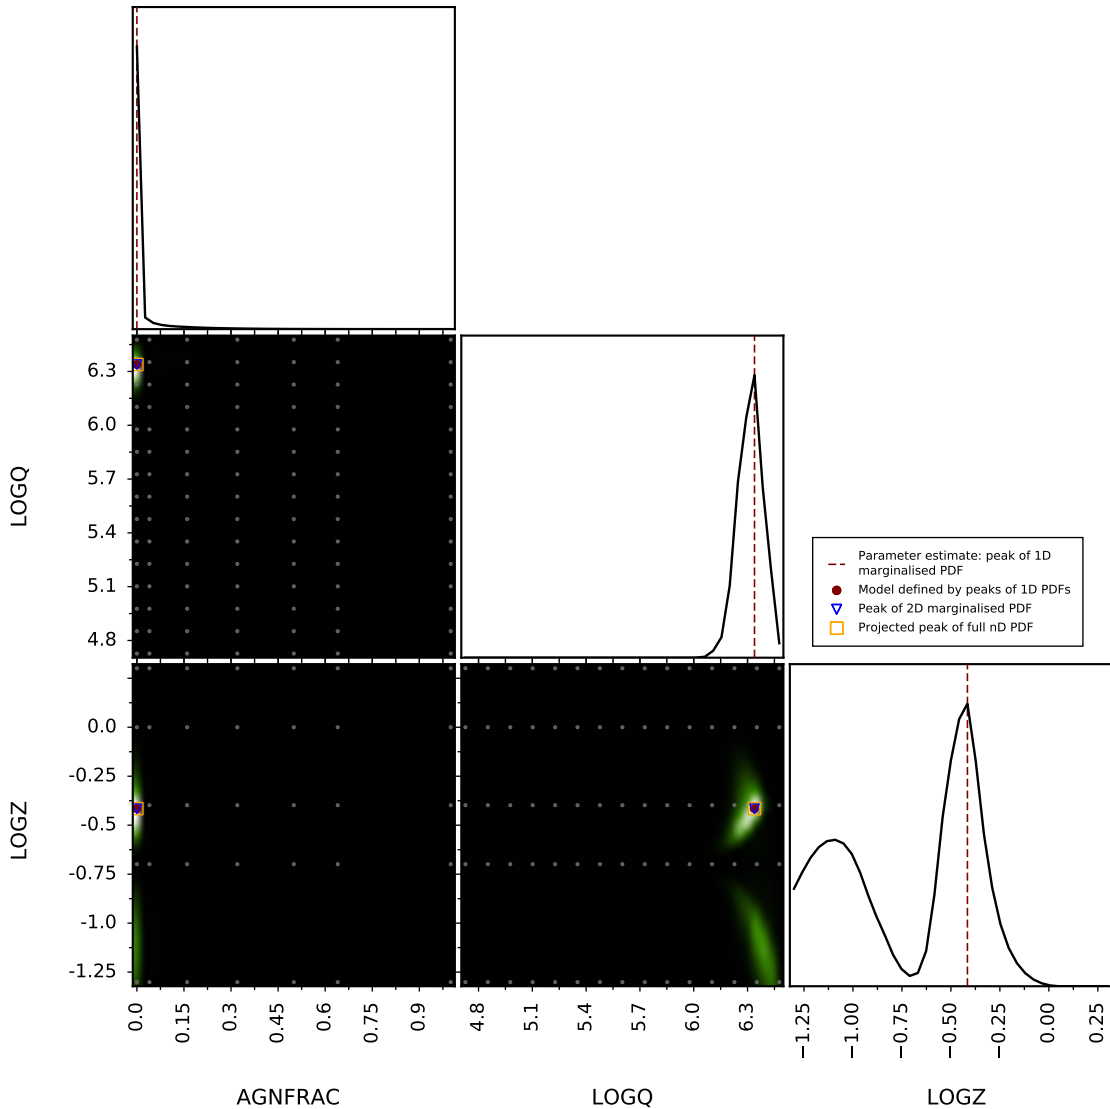 LOGQ
6.3
6.0
5.7
5.4
5.1
4.8
Parameter estimate: peak of 1D
marginalised PDF
Model defined by peaks of 1D PDFs
Peak of 2D marginalised PDF
Projected peak of full nD PDF
LOGZ
0.0
-0.25
-0.5
-0.75
-1.0
-1.25
0.0 0.15 0.3 0.45 0.6 0.75 0.9
4.8 5.1 5.4 5.7 6.0 6.3
−1.25 −1.00 −0.75 −0.50 −0.25 0.00 0.25
AGNFRAC LOGQ LOGZ